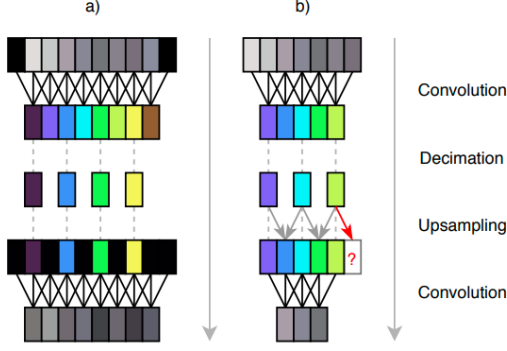 a)
b)
Convolution
Decimation
Upsampling
?
Convolution